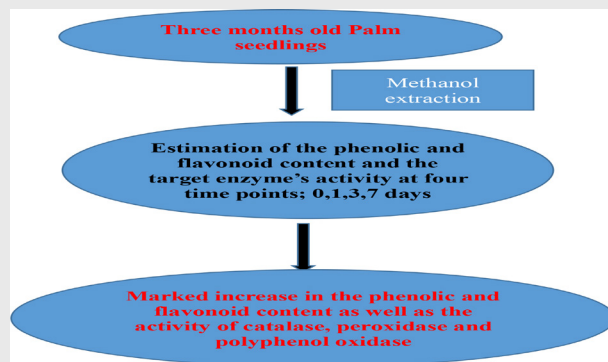 Three months old Palm
seedlings
Methanol
extraction
Estimation of the phenolic and
flavonoid content and the
target enzyme's activity at four
time points; 0,1,3,7 days
Marked increase in the phenolic and
flavonoid content as well as the
activity of catalase, peroxidase and
polyphenol oxidase